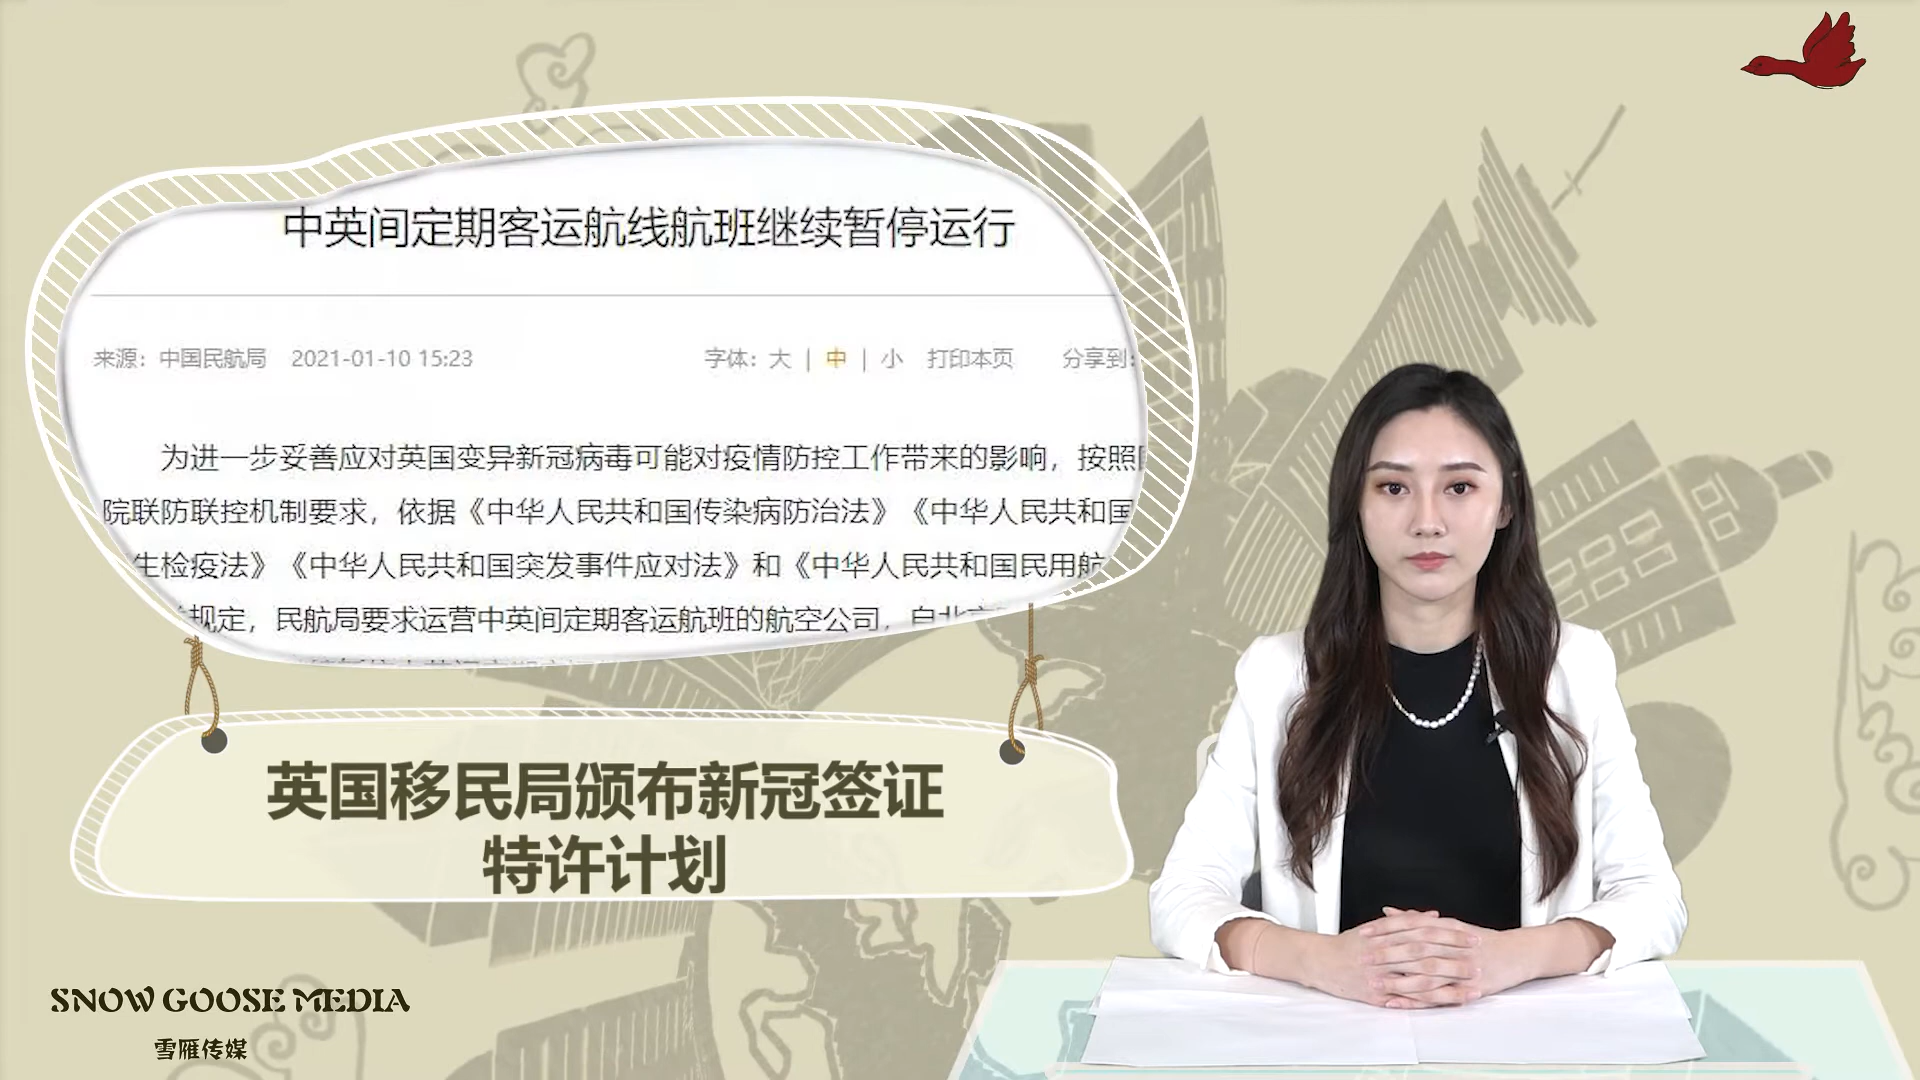 中英间定期客运航线航班继续暂停运行
来源：中国民航局 2021-01-10 15:23 字体：大 | 中 | 小 打印本页 分享到：
为进一步妥善应对英国变异新冠病毒可能对疫情防控工作带来的影响，按照
院联防联控机制要求，依据《中华人民共和国传染病防治法》《中华人民共和国
生检疫法》《中华人民共和国突发事件应对法》和《中华人民共和国民用航
规定，民航局要求运营中英间定期客运航班的航空公司，自北
英国移民局颁布新冠签证
特许计划
SNOW GOOSE MEDIA
雪雁传媒